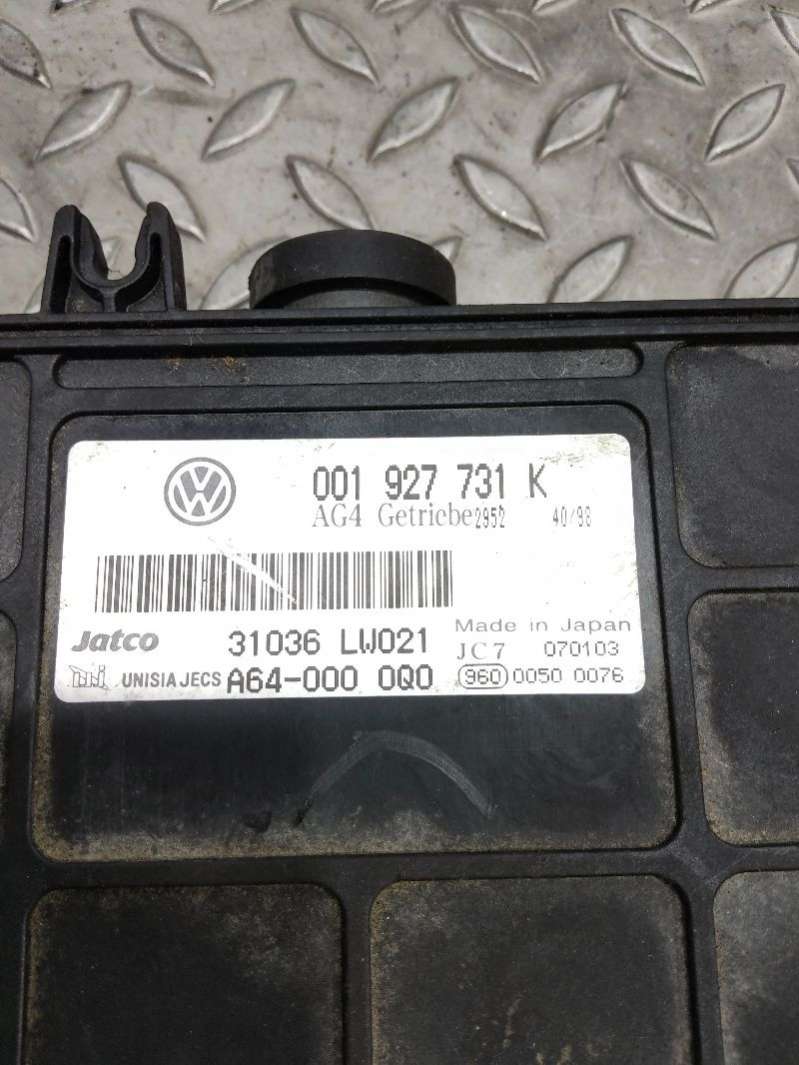 001 927 731 K
AG4 Getriebe 2952 40/98
Jatco 31036 LW021 Made in Japan
JC7 070103
UNISIA JECS A64-000 0Q0 960 0050 0076